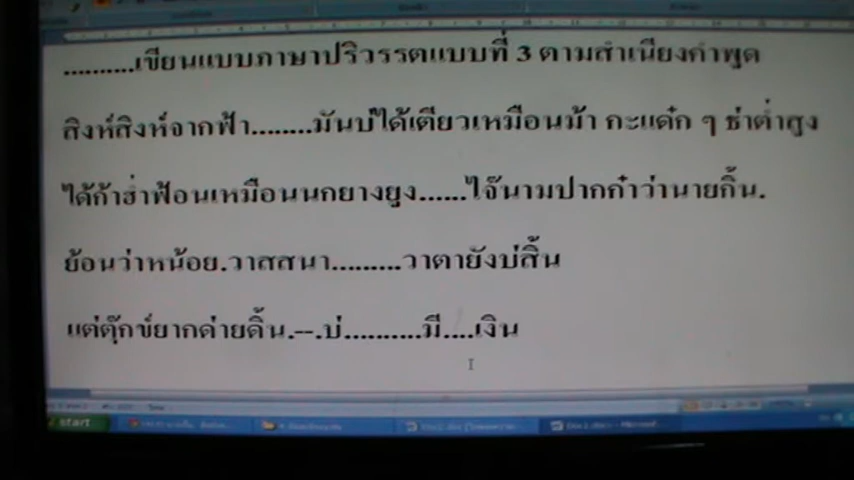 ..........เขียนแบบภาษาปริวรรตแบบที่ 3 ตามสำเนียงคำพูด
สิงห์สิงห์จากฟ้า........มันบ่ได้เตียวเหมือนม้า กะแด๋ก ๆ ธ่าต่ำสูง
ได้ก้าฮ่ำฟ้อนเหมือนนกยางยูง......ไจ๊นามปากก๋าว่านายกิ้น.
ย้อนว่าหน้อย.วาสสนา..........วาตายังบ่สิ้น
แต่ตุ๊กข์ยากด่ายดิ้น.--.บ่...........มี....เงิน
start